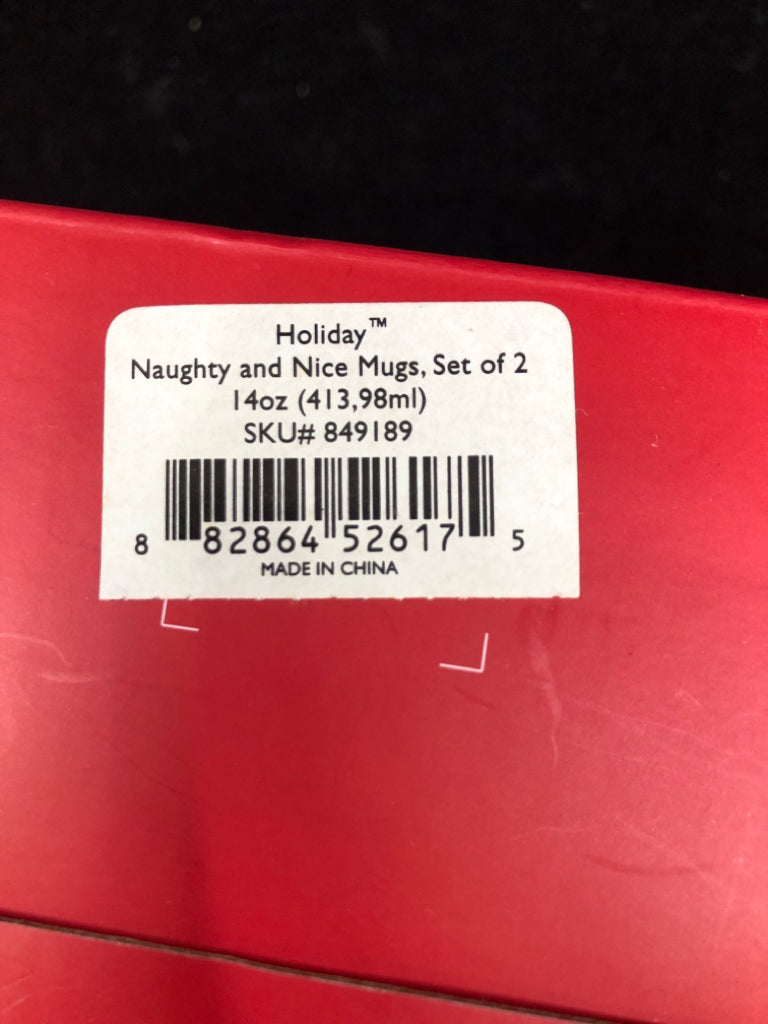 Holiday™
Naughty and Nice Mugs, Set of 2
14oz (413,98ml)
SKU# 849189
8 82864 52617 5
MADE IN CHINA